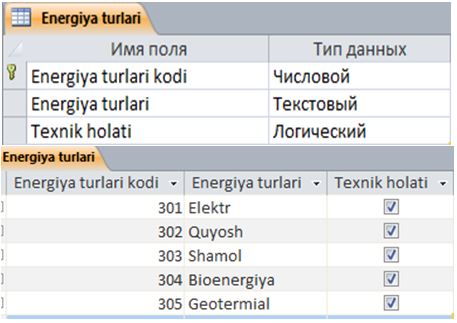 Energiya turlari
Имя поля Тип данных
Energiya turlari kodi Числовой
Energiya turlari Текстовый
Texnik holati Логический
Energiya turlari
Energiya turlari kodi Energiya turlari Texnik holati
301 Elektr
302 Quyosh
303 Shamol
304 Bioenergiya
305 Geotermial